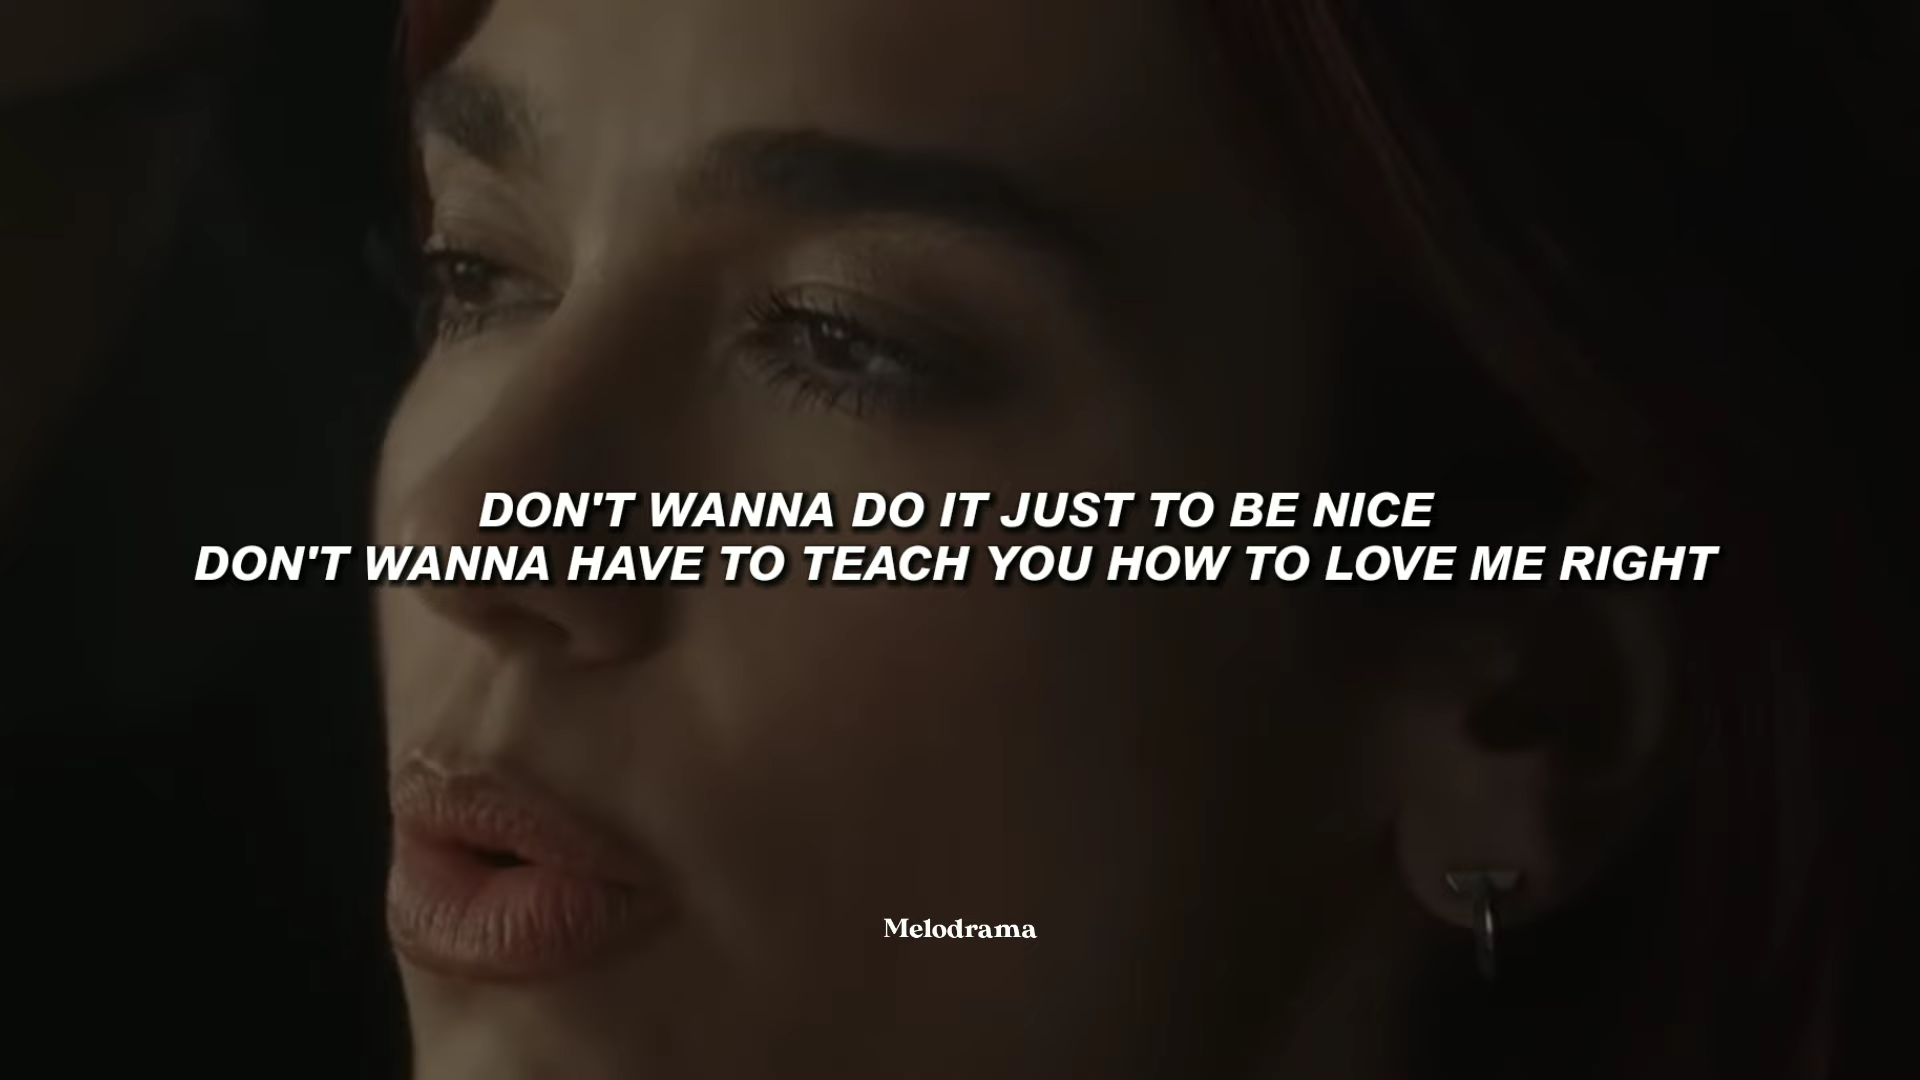 DON'T WANNA DO IT JUST TO BE NICE
DON'T WANNA HAVE TO TEACH YOU HOW TO LOVE ME RIGHT
Melodrama